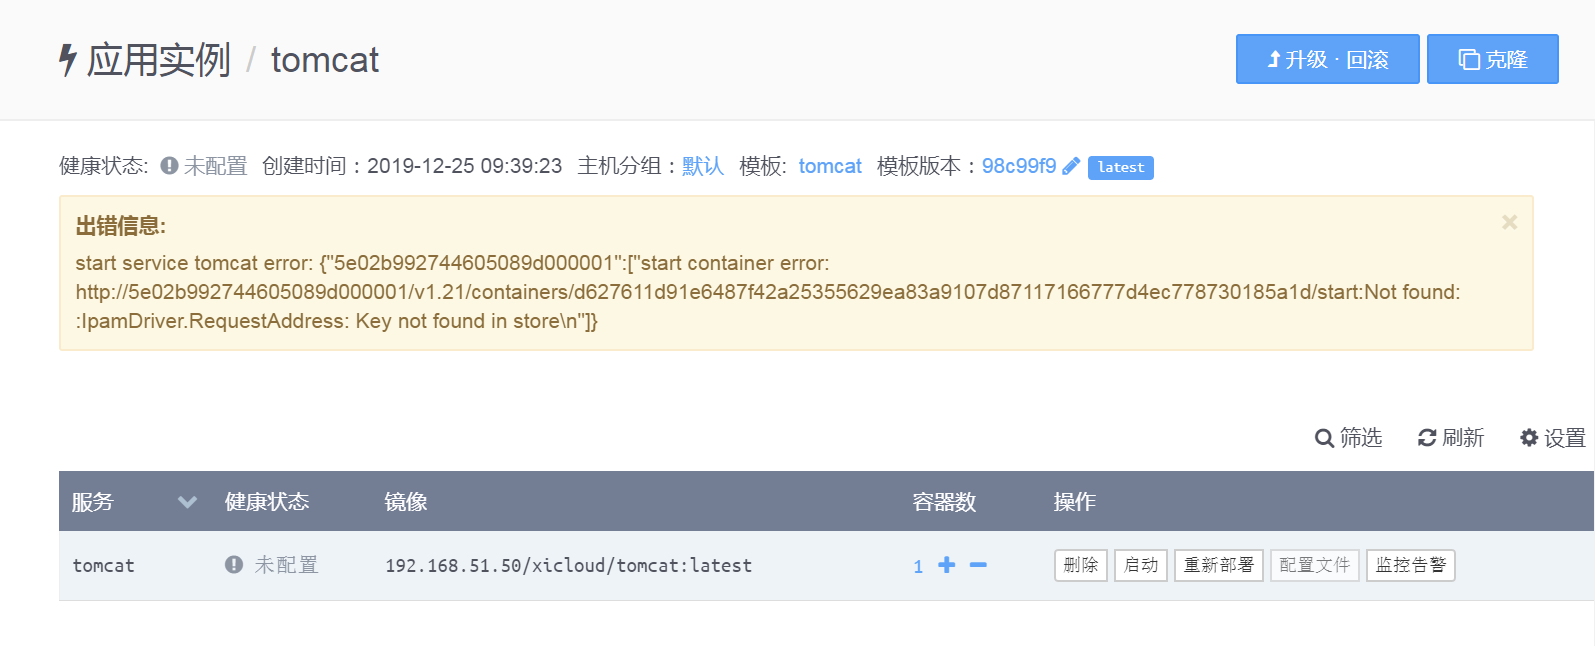 应用实例 / tomcat
升级 · 回滚
克隆
健康状态: 未配置 创建时间：2019-12-25 09:39:23 主机分组：默认 模板: tomcat 模板版本：98c99f9 latest
出错信息:
start service tomcat error: {"5e02b992744605089d000001":["start container error:
http://5e02b992744605089d000001/v1.21/containers/d627611d91e6487f42a25355629ea83a9107d87117166777d4ec778730185a1d/start:Not found:
:IpamDriver.RequestAddress: Key not found in store\n"]}
筛选 刷新 设置
服务 健康状态 镜像 容器数 操作
tomcat 未配置 192.168.51.50/xicloud/tomcat:latest 1 删除 启动 重新部署 配置文件 监控告警